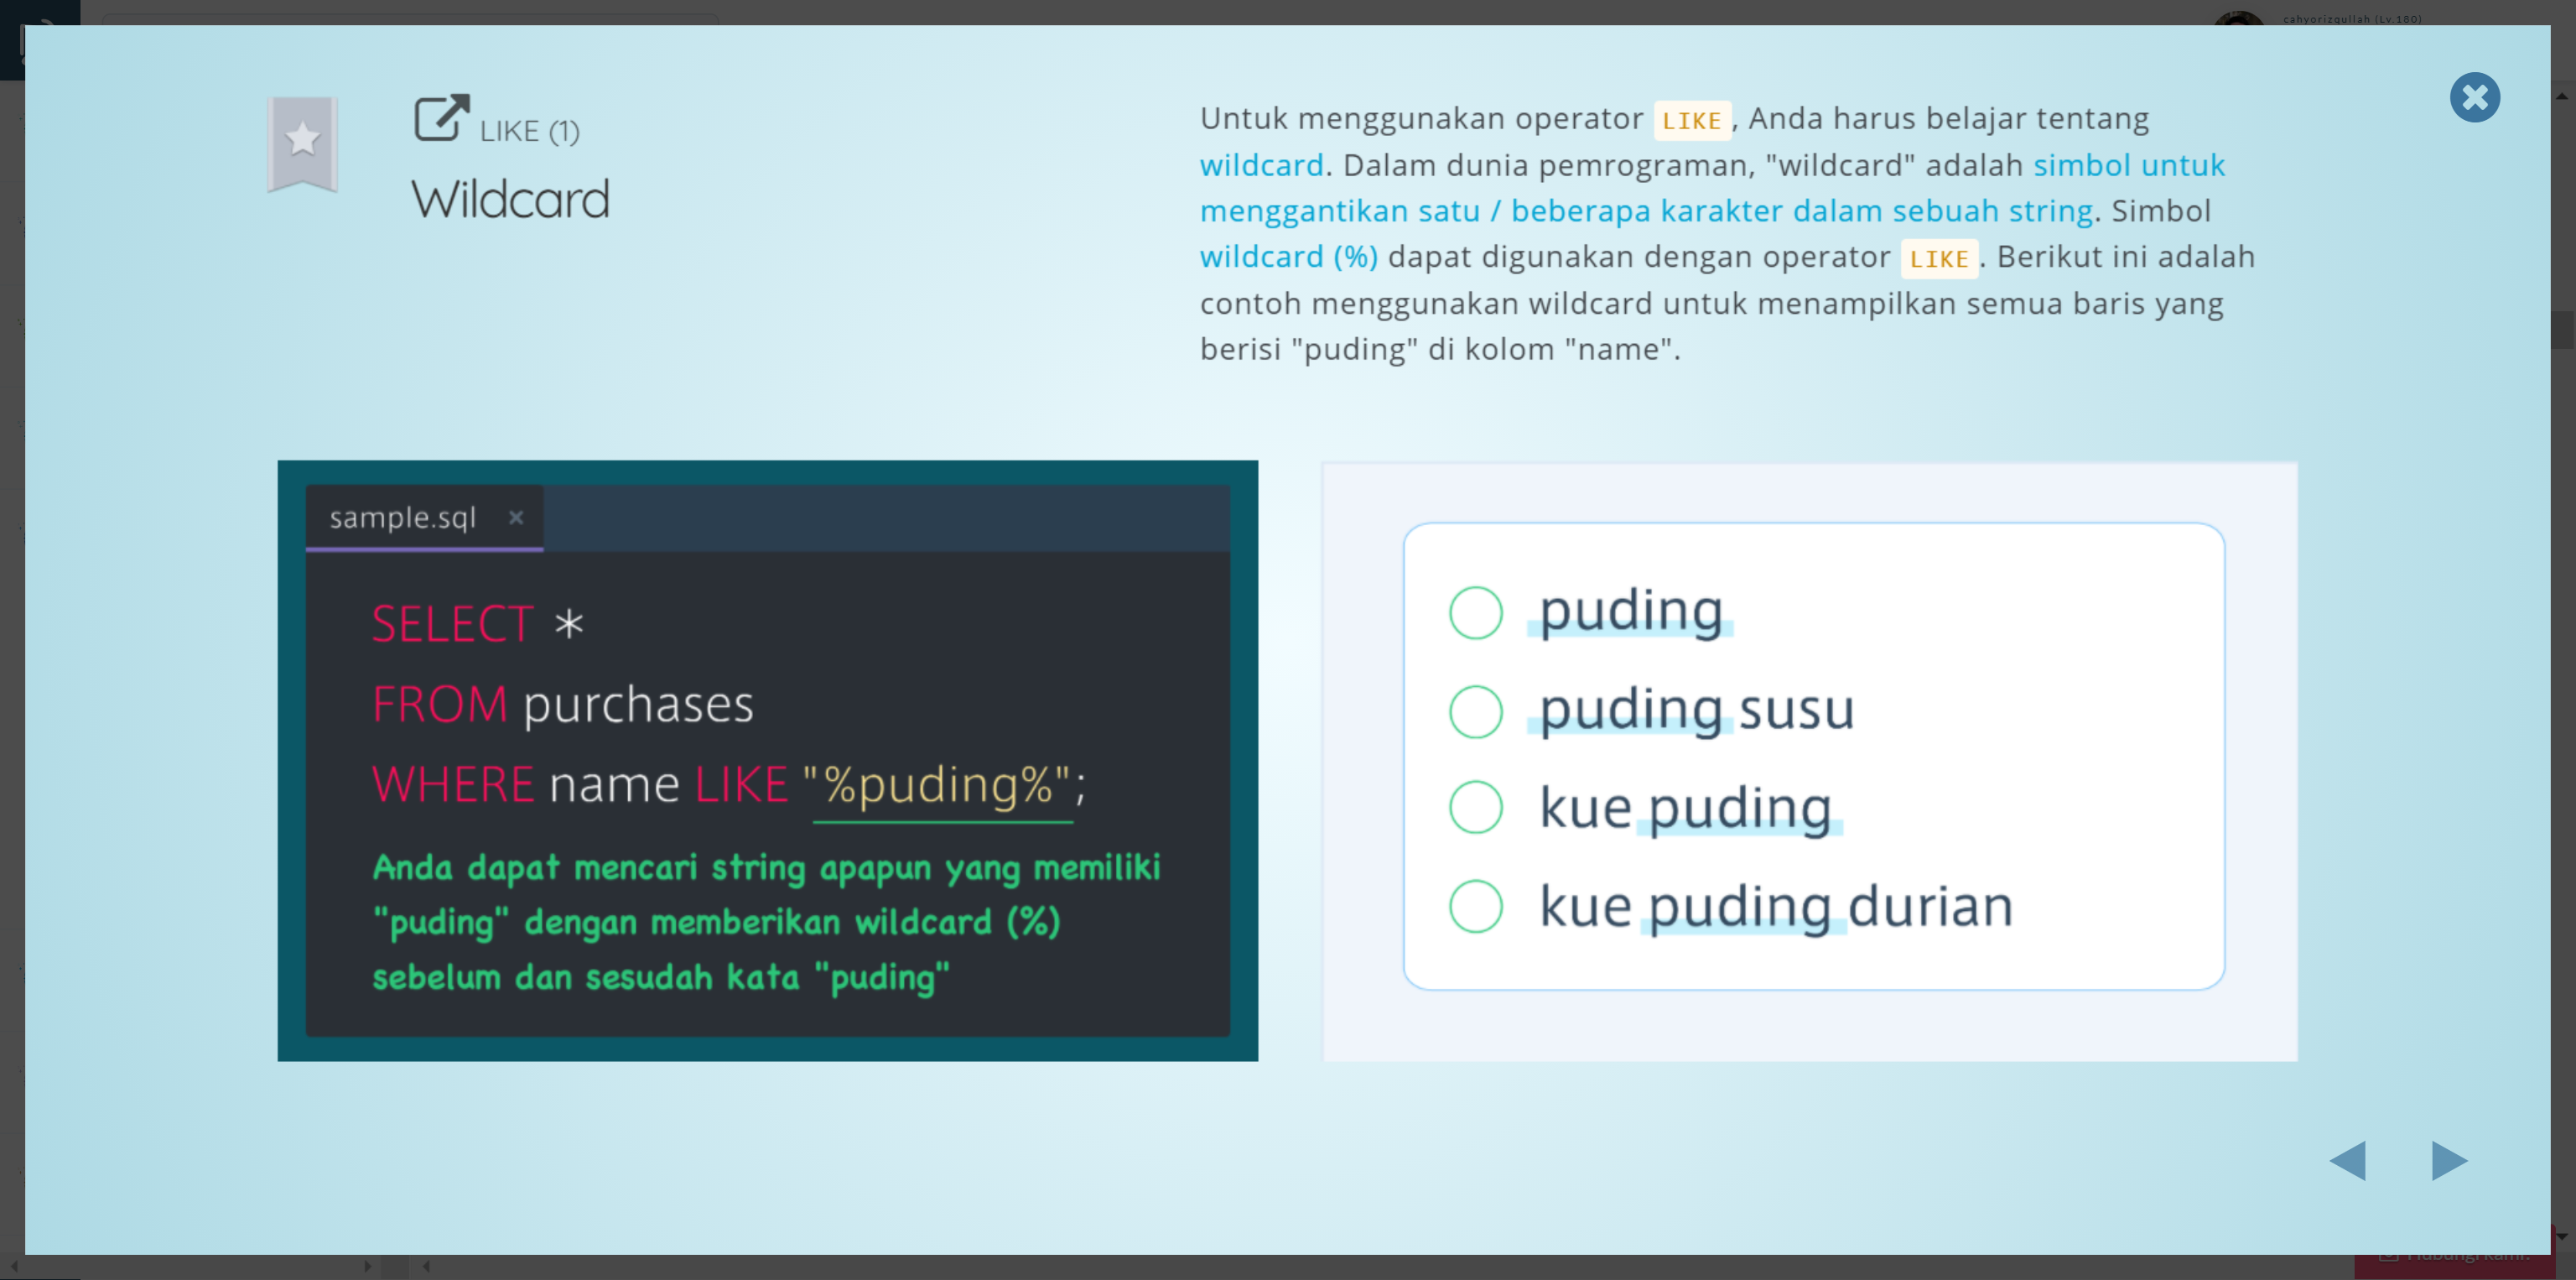 cahyorizqullah (Lv.180)
LIKE (1)
Wildcard
Untuk menggunakan operator LIKE, Anda harus belajar tentang
wildcard. Dalam dunia pemrograman, "wildcard" adalah simbol untuk
menggantikan satu / beberapa karakter dalam sebuah string. Simbol
wildcard (%) dapat digunakan dengan operator LIKE. Berikut ini adalah
contoh menggunakan wildcard untuk menampilkan semua baris yang
berisi "puding" di kolom "name".
sample.sql ×
SELECT *
FROM purchases
WHERE name LIKE "%puding%";
Anda dapat mencari string apapun yang memiliki
"puding" dengan memberikan wildcard (%)
sebelum dan sesudah kata "puding"
puding
puding susu
kue puding
kue puding durian